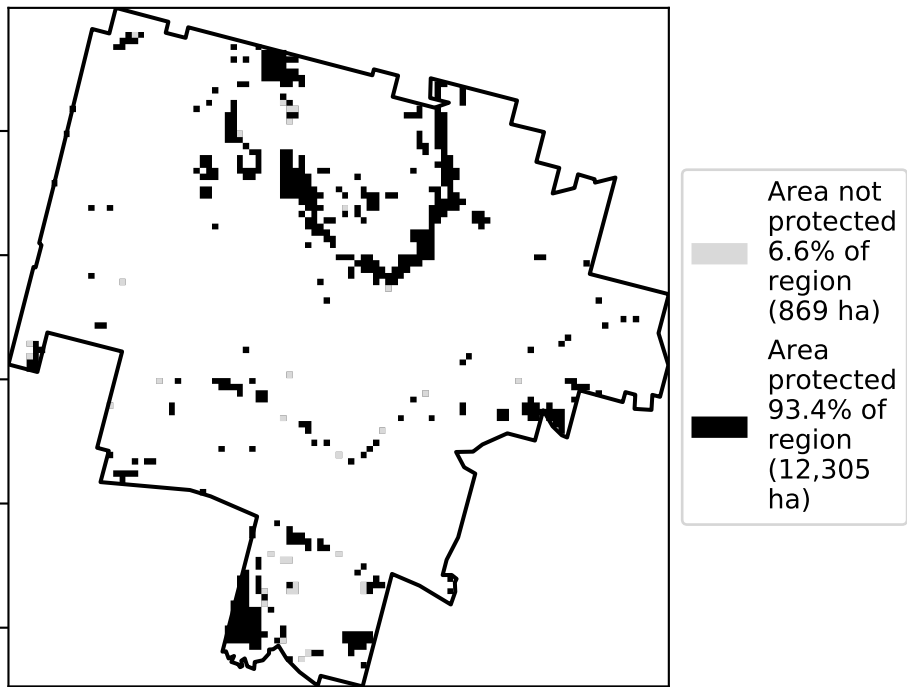 Area not
protected
6.6% of
region
(869 ha)
Area
protected
93.4% of
region
(12,305
ha)